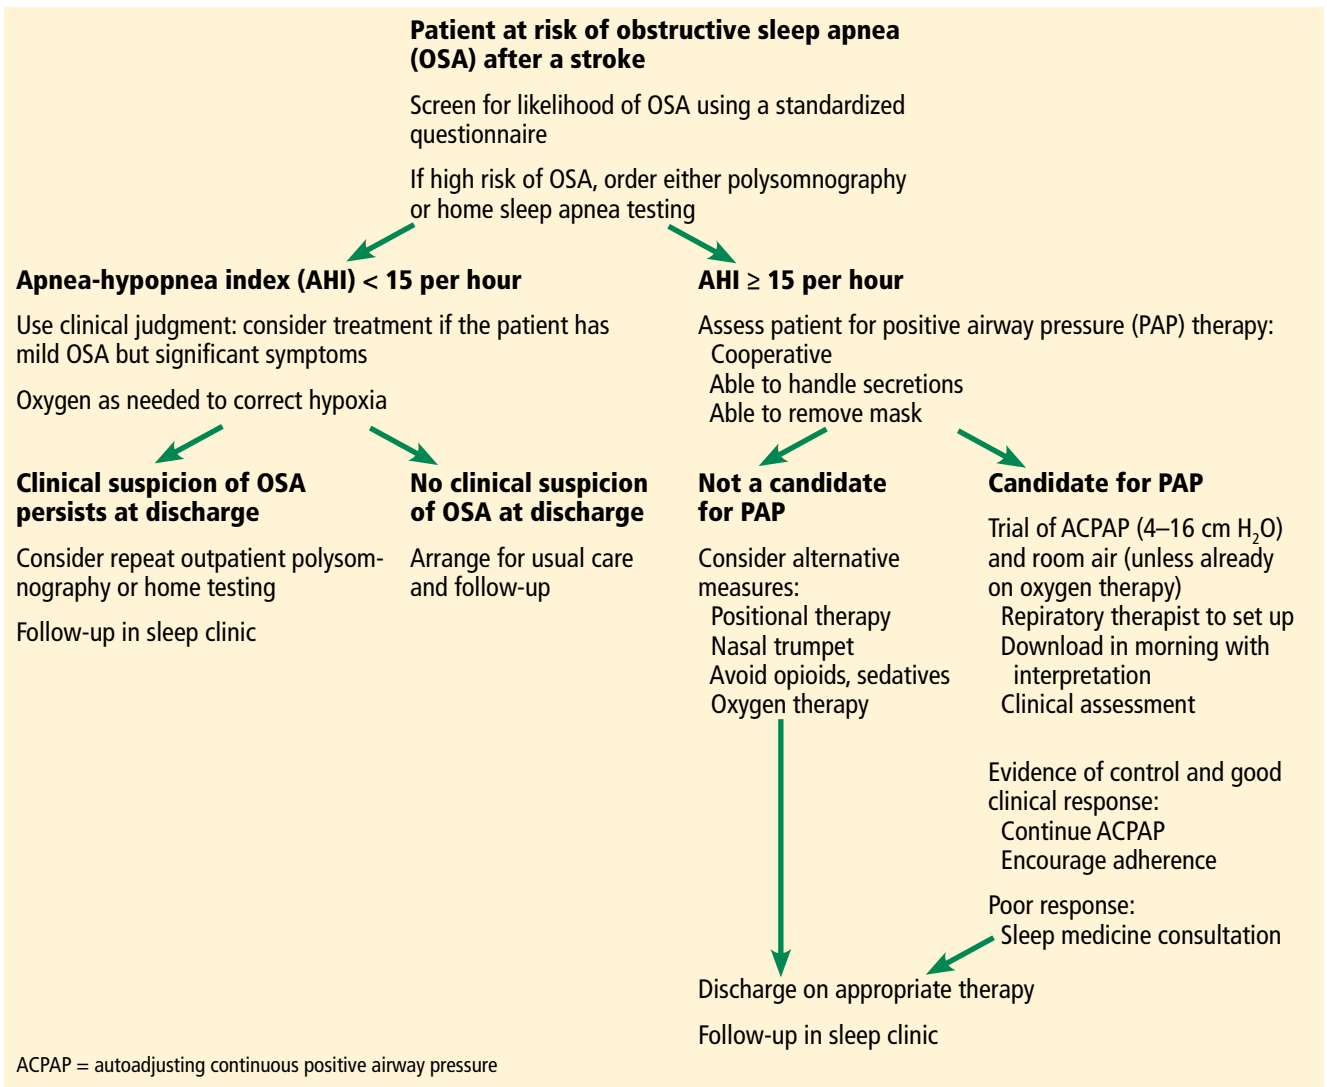 Patient at risk of obstructive sleep apnea
(OSA) after a stroke
Screen for likelihood of OSA using a standardized
questionnaire
If high risk of OSA, order either polysomnography
or home sleep apnea testing
Apnea-hypopnea index (AHI) < 15 per hour
Use clinical judgment: consider treatment if the patient has
mild OSA but significant symptoms
Oxygen as needed to correct hypoxia
Clinical suspicion of OSA
persists at discharge
Consider repeat outpatient polysom-
nography or home testing
Follow-up in sleep clinic
No clinical suspicion
of OSA at discharge
Arrange for usual care
and follow-up
AHI ≥ 15 per hour
Assess patient for positive airway pressure (PAP) therapy:
Cooperative
Able to handle secretions
Able to remove mask
Not a candidate
for PAP
Consider alternative
measures:
Positional therapy
Nasal trumpet
Avoid opioids, sedatives
Oxygen therapy
Candidate for PAP
Trial of ACPAP (4–16 cm H₂O)
and room air (unless already
on oxygen therapy)
Repiratory therapist to set up
Download in morning with
interpretation
Clinical assessment
Evidence of control and good
clinical response:
Continue ACPAP
Encourage adherence
Poor response:
Sleep medicine consultation
Discharge on appropriate therapy
Follow-up in sleep clinic
ACPAP = autoadjusting continuous positive airway pressure